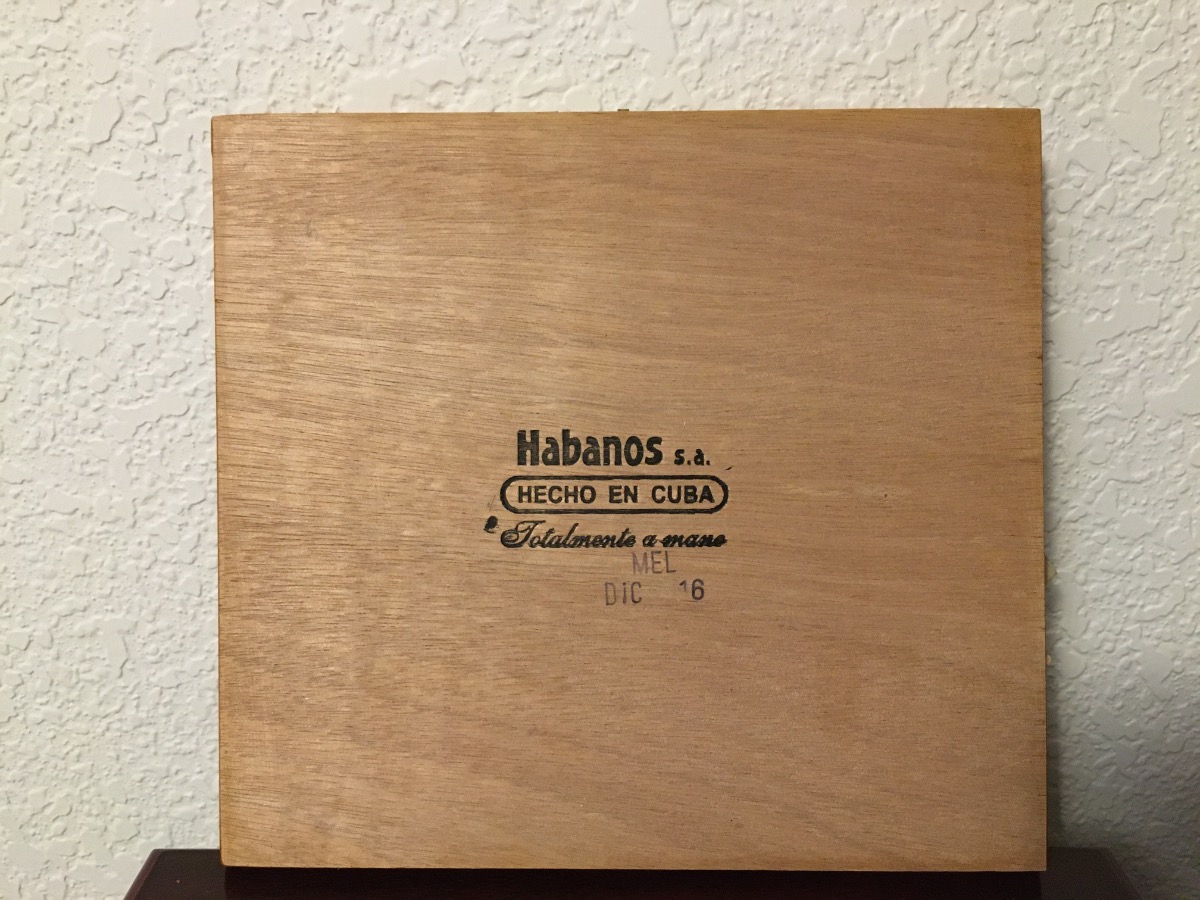 Habanos s.a.
HECHO EN CUBA
Totalmente a mano
MEL
DIC 16